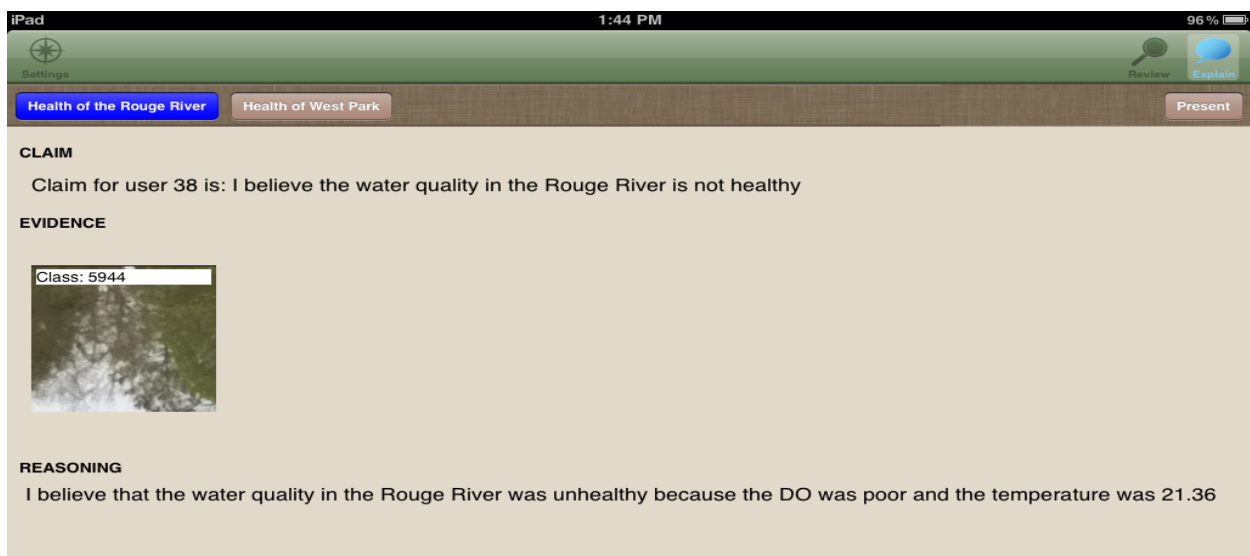 iPad 1:44 PM 96%
Settings Review Explain
Health of the Rouge River Health of West Park Present
CLAIM
Claim for user 38 is: I believe the water quality in the Rouge River is not healthy
EVIDENCE
Class: 5944
REASONING
I believe that the water quality in the Rouge River was unhealthy because the DO was poor and the temperature was 21.36